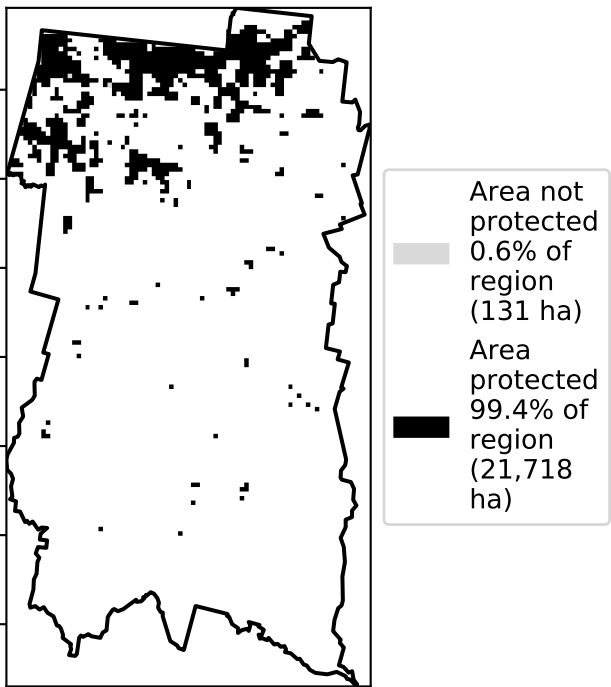 Area not
protected
0.6% of
region
(131 ha)
Area
protected
99.4% of
region
(21,718
ha)